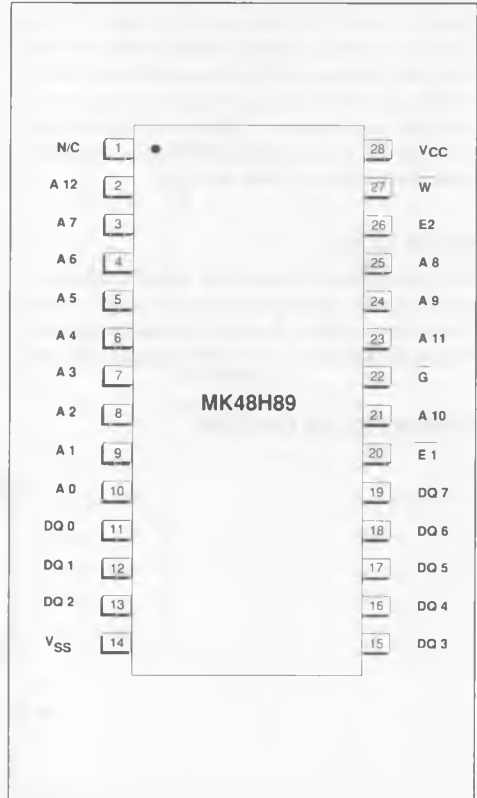 N/C 1 28 VCC
A 12 2 27 W̅
A 7 3 26 E2
A 6 4 25 A 8
A 5 5 24 A 9
A 4 6 23 A 11
A 3 7 22 G̅
MK48H89
A 2 8 21 A 10
A 1 9 20 E̅ 1̅
A 0 10 19 DQ 7
DQ 0 11 18 DQ 6
DQ 1 12 17 DQ 5
DQ 2 13 16 DQ 4
VSS 14 15 DQ 3